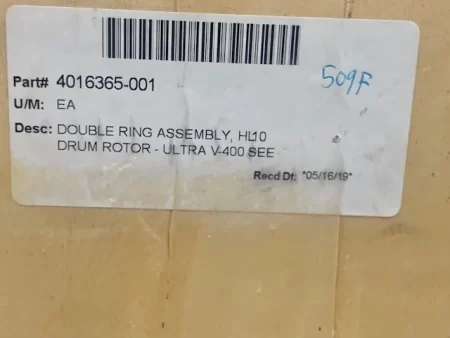 509F
Part# 4016365-001
U/M: EA
Desc: DOUBLE RING ASSEMBLY, HL10
DRUM ROTOR - ULTRA V-400 SEE
Recd Dt: "05/16/19"